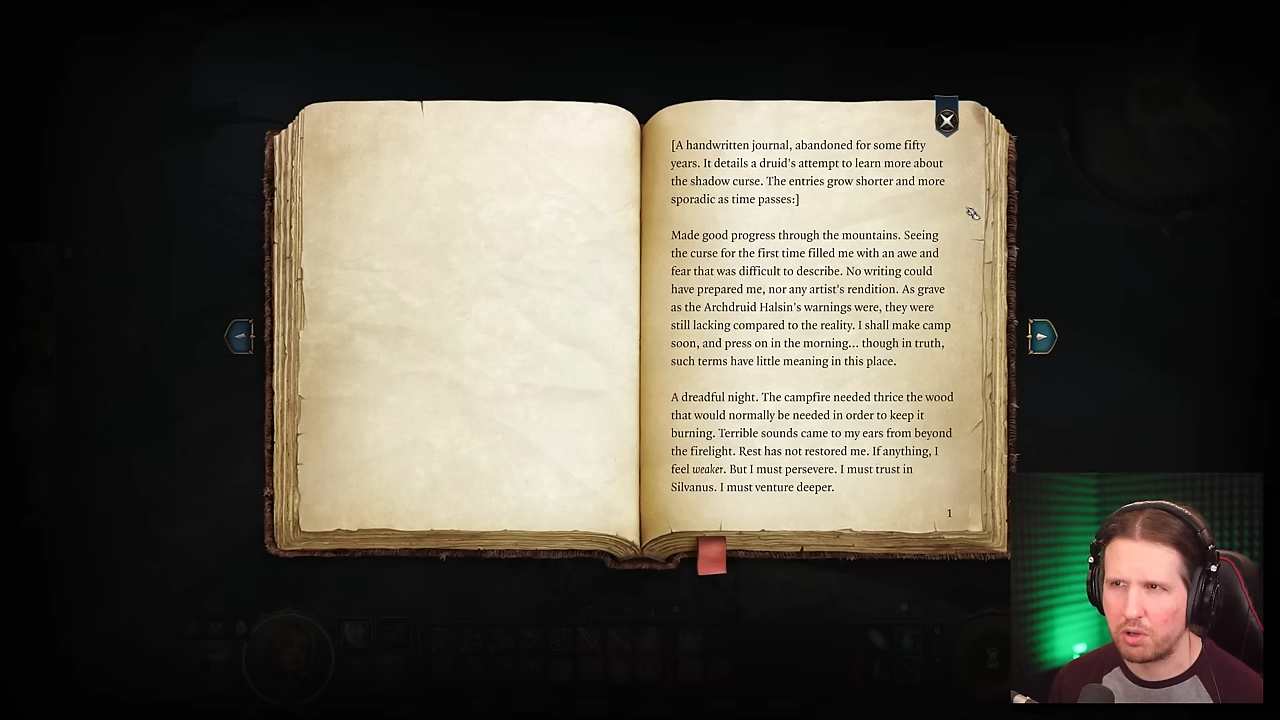 [A handwritten journal, abandoned for some fifty
years. It details a druid's attempt to learn more about
the shadow curse. The entries grow shorter and more
sporadic as time passes:]
Made good progress through the mountains. Seeing
the curse for the first time filled me with an awe and
fear that was difficult to describe. No writing could
have prepared me, nor any artist's rendition. As grave
as the Archdruid Halsin's warnings were, they were
still lacking compared to the reality. I shall make camp
soon, and press on in the morning... though in truth,
such terms have little meaning in this place.
A dreadful night. The campfire needed thrice the wood
that would normally be needed in order to keep it
burning. Terrible sounds came to my ears from beyond
the firelight. Rest has not restored me. If anything, I
feel weaker. But I must persevere. I must trust in
Silvanus. I must venture deeper.
1